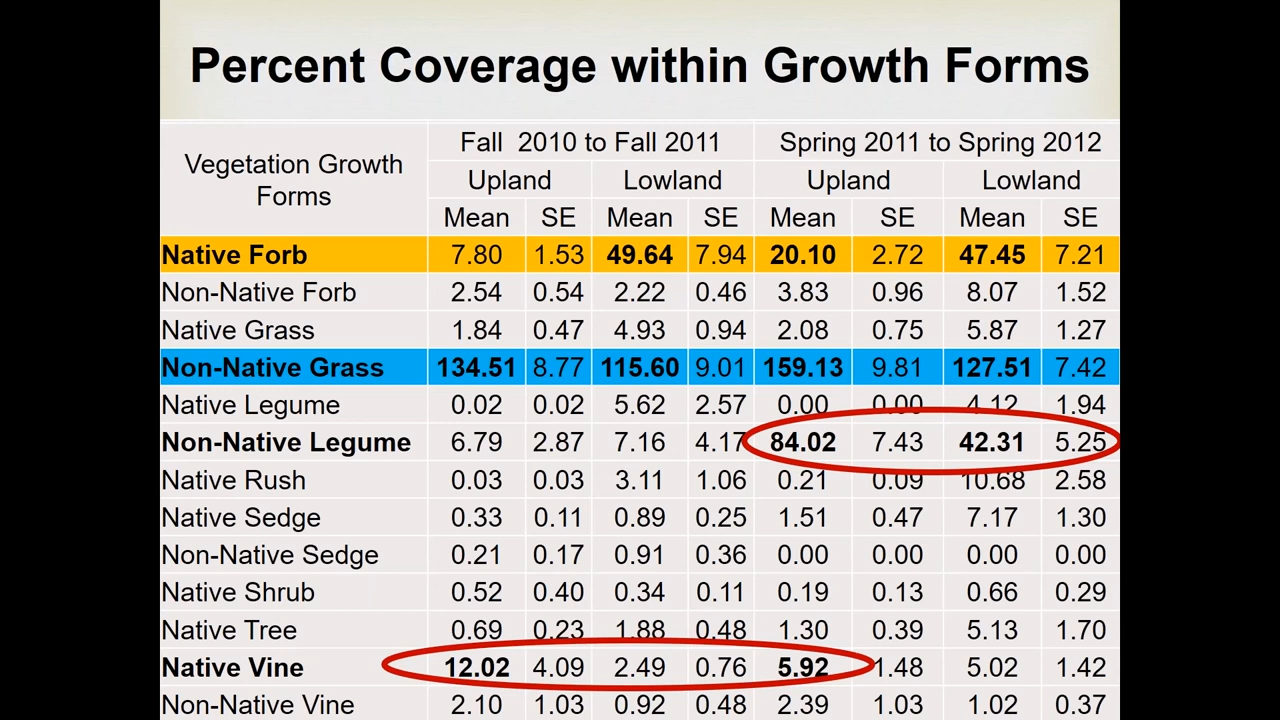 Percent Coverage within Growth Forms
Vegetation Growth Forms
Fall 2010 to Fall 2011 Spring 2011 to Spring 2012
Upland Lowland Upland Lowland
Mean SE Mean SE Mean SE Mean SE
Native Forb 7.80 1.53 49.64 7.94 20.10 2.72 47.45 7.21
Non-Native Forb 2.54 0.54 2.22 0.46 3.83 0.96 8.07 1.52
Native Grass 1.84 0.47 4.93 0.94 2.08 0.75 5.87 1.27
Non-Native Grass 134.51 8.77 115.60 9.01 159.13 9.81 127.51 7.42
Native Legume 0.02 0.02 5.62 2.57 0.00 0.00 4.12 1.94
Non-Native Legume 6.79 2.87 7.16 4.17 84.02 7.43 42.31 5.25
Native Rush 0.03 0.03 3.11 1.06 0.21 0.09 10.68 2.58
Native Sedge 0.33 0.11 0.89 0.25 1.51 0.47 7.17 1.30
Non-Native Sedge 0.21 0.17 0.91 0.36 0.00 0.00 0.00 0.00
Native Shrub 0.52 0.40 0.34 0.11 0.19 0.13 0.66 0.29
Native Tree 0.69 0.23 1.88 0.48 1.30 0.39 5.13 1.70
Native Vine 12.02 4.09 2.49 0.76 5.92 1.48 5.02 1.42
Non-Native Vine 2.10 1.03 0.92 0.48 2.39 1.03 1.02 0.37